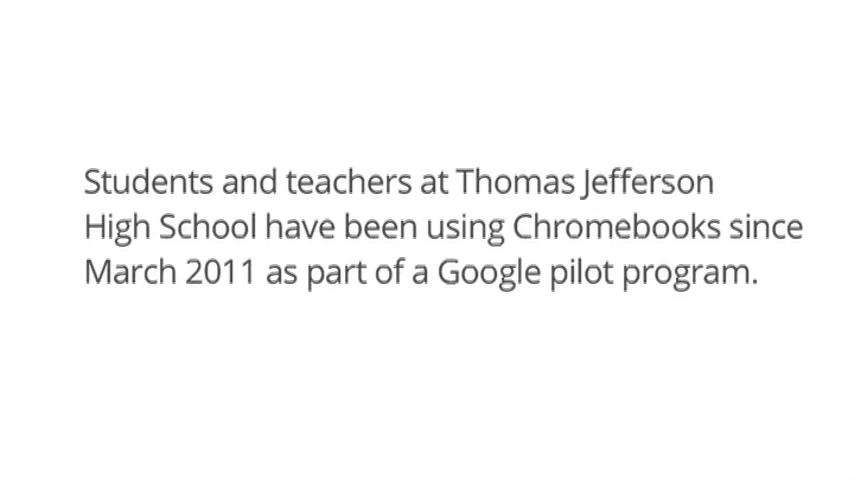 Students and teachers at Thomas Jefferson
High School have been using Chromebooks since
March 2011 as part of a Google pilot program.